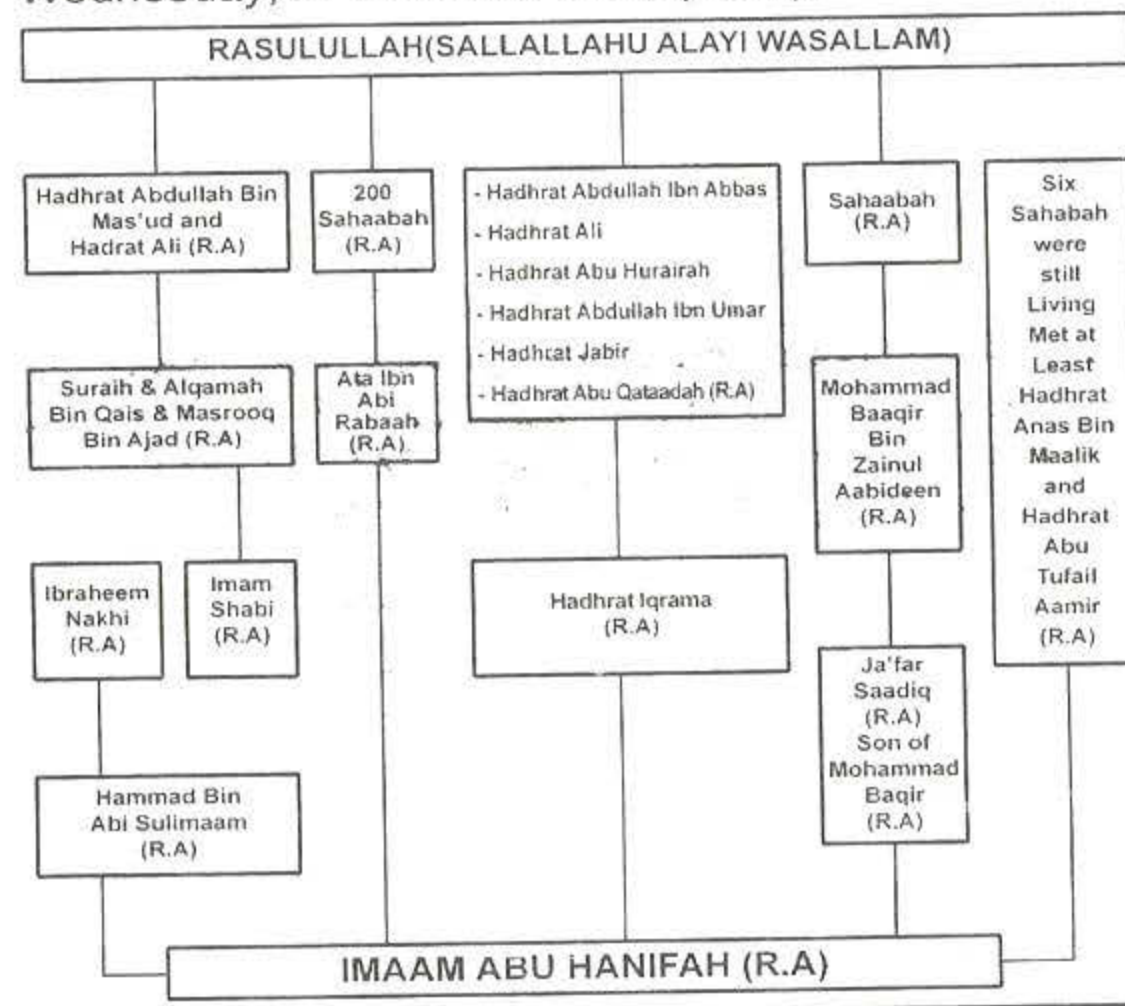 RASULULLAH(SALLALLAHU ALAYI WASALLAM)
Hadhrat Abdullah Bin
Mas'ud and
Hadrat Ali (R.A)
200
Sahaabah
(R.A)
- Hadhrat Abdullah Ibn Abbas
- Hadhrat Ali
- Hadhrat Abu Hurairah
- Hadhrat Abdullah Ibn Umar
- Hadhrat Jabir
- Hadhrat Abu Qataadah (R.A)
Sahaabah
(R.A)
Six
Sahabah
were
still
Living
Met at
Least
Hadhrat
Anas Bin
Maalik
and
Hadhrat
Abu
Tufail
Aamir
(R.A)
Suraih & Alqamah
Bin Qais & Masrooq
Bin Ajad (R.A)
Ata Ibn
Abi
Rabaah
(R.A)
Mohammad
Baaqir
Bin
Zainul
Aabideen
(R.A)
Ibraheem
Nakhi
(R.A)
Imam
Shabi
(R.A)
Hadhrat Iqrama
(R.A)
Ja'far
Saadiq
(R.A)
Son of
Mohammad
Baqir
(R.A)
Hammad Bin
Abi Sulimaam
(R.A)
IMAAM ABU HANIFAH (R.A)